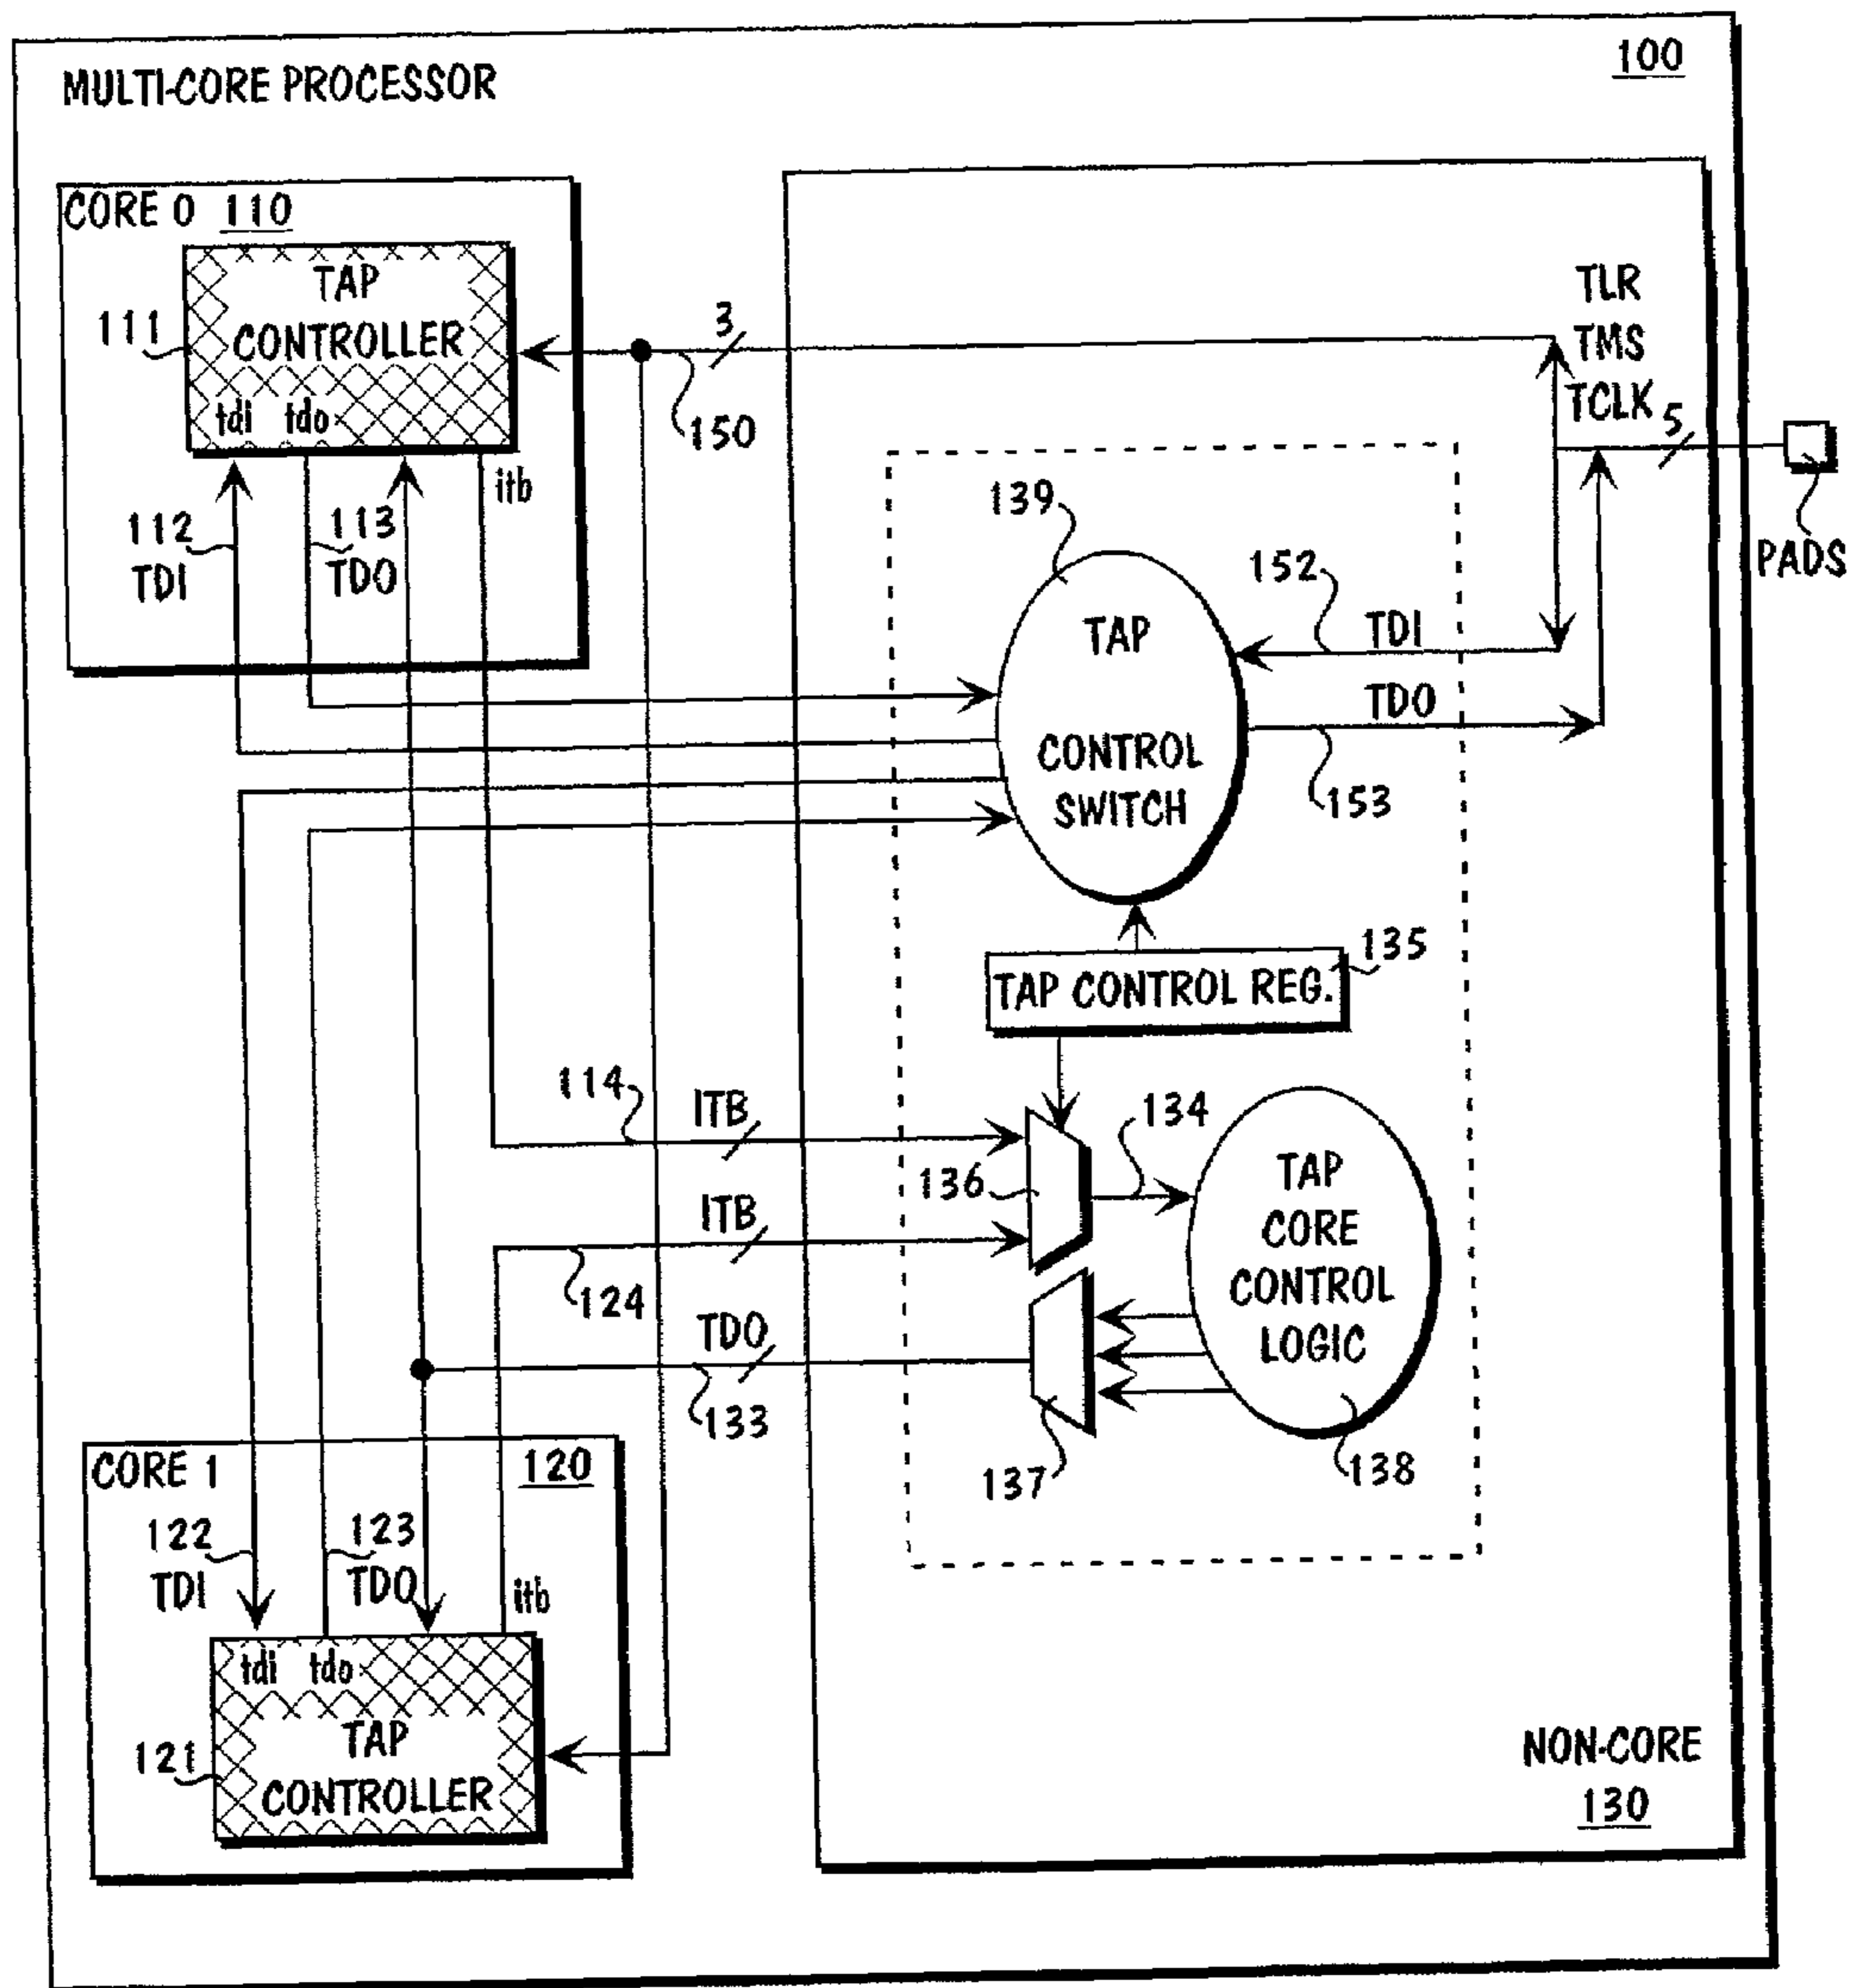 MULTI-CORE PROCESSOR
100
CORE 0 110
TAP
CONTROLLER
tdi tdo
111
itb
112
TDI
113
TDO
3
150
TLR
TMS
TCLK
5
PADS
139
TAP
CONTROL
SWITCH
152
TDI
TDO
153
TAP CONTROL REG.
135
114
ITB
136
134
ITB
124
TAP
CORE
CONTROL
LOGIC
TDO
133
137
138
CORE 1
120
122
TDI
123
TDO
itb
tdi tdo
TAP
CONTROLLER
121
NON-CORE
130